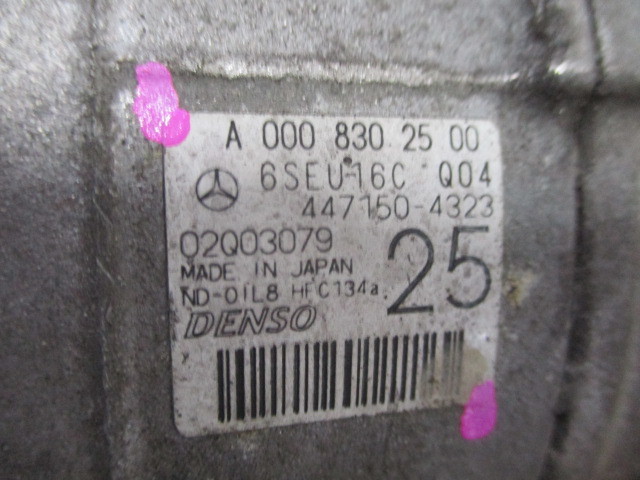 A 000 830 25 00
6SEU16C Q04
447150-4323
02Q03079
MADE IN JAPAN
ND-OIL8 HFC134a
25
DENSO